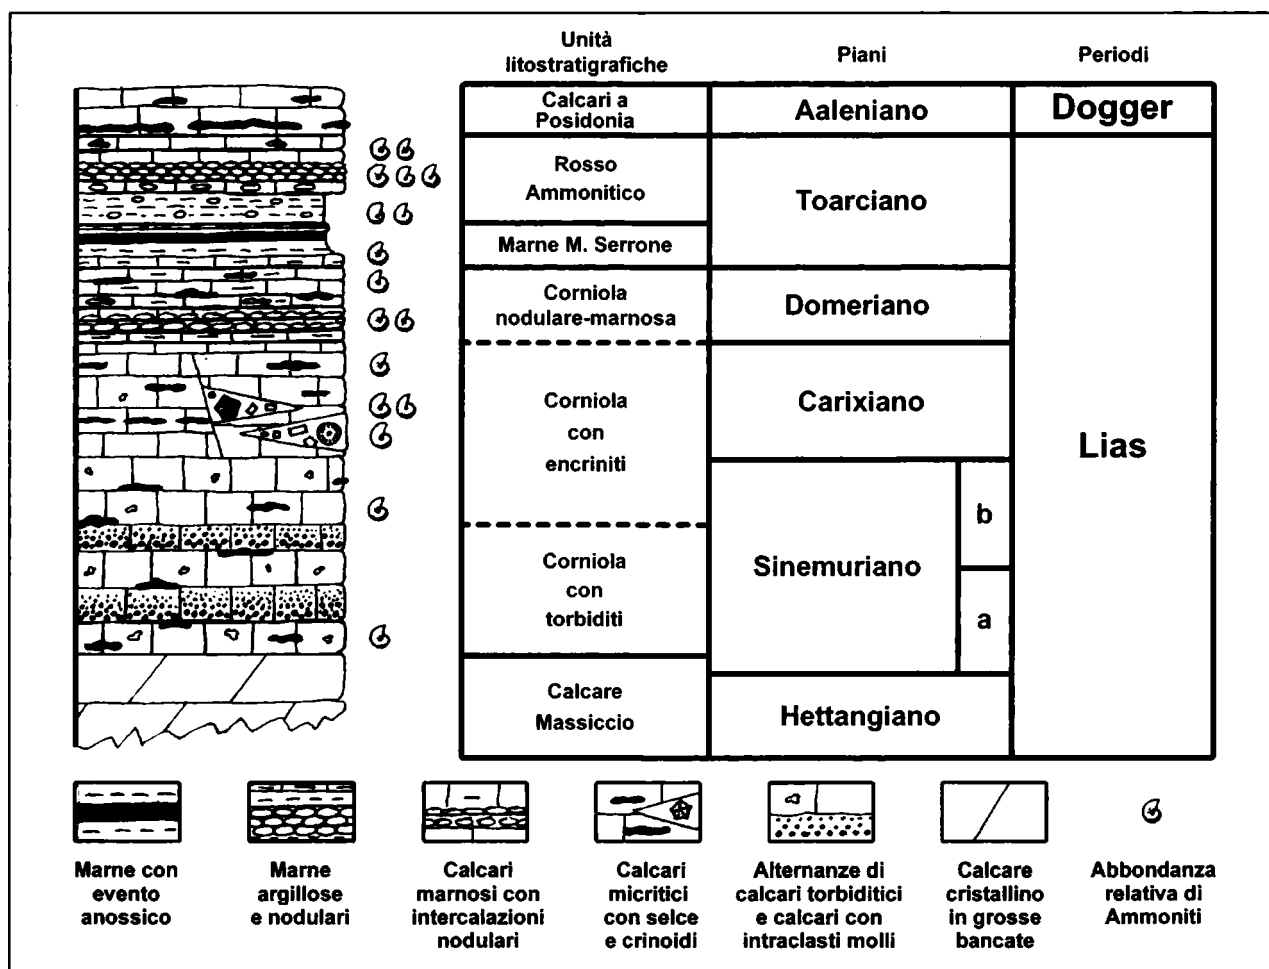 Unità
litostratigrafiche
Piani
Periodi
Calcari a
Posidonia
Aaleniano
Dogger
Rosso
Ammonitico
Toarciano
Marne M. Serrone
Corniola
nodulare-marnosa
Domeriano
Corniola
con
encriniti
Carixiano
Lias
b
Sinemuriano
Corniola
con
torbiditi
a
Calcare
Massiccio
Hettangiano
Marne con
evento
anossico
Marne
argillose
e nodulari
Calcari
marnosi con
intercalazioni
nodulari
Calcari
micritici
con selce
e crinoidi
Alternanze di
calcari torbiditici
e calcari con
intraclasti molli
Calcare
cristallino
in grosse
bancate
Abbondanza
relativa di
Ammoniti